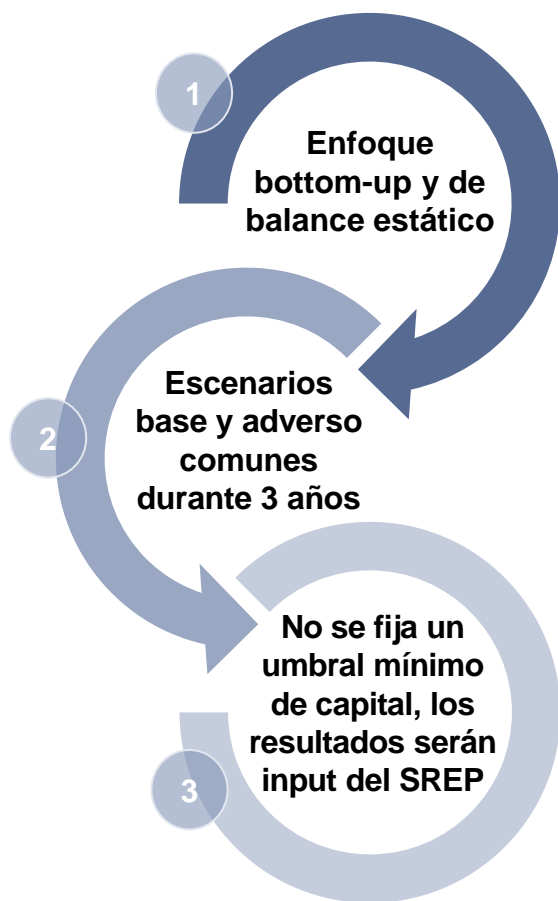 1
Enfoque
bottom-up y de
balance estático
2
Escenarios
base y adverso
comunes
durante 3 años
3
No se fija un
umbral mínimo
de capital, los
resultados serán
input del SREP